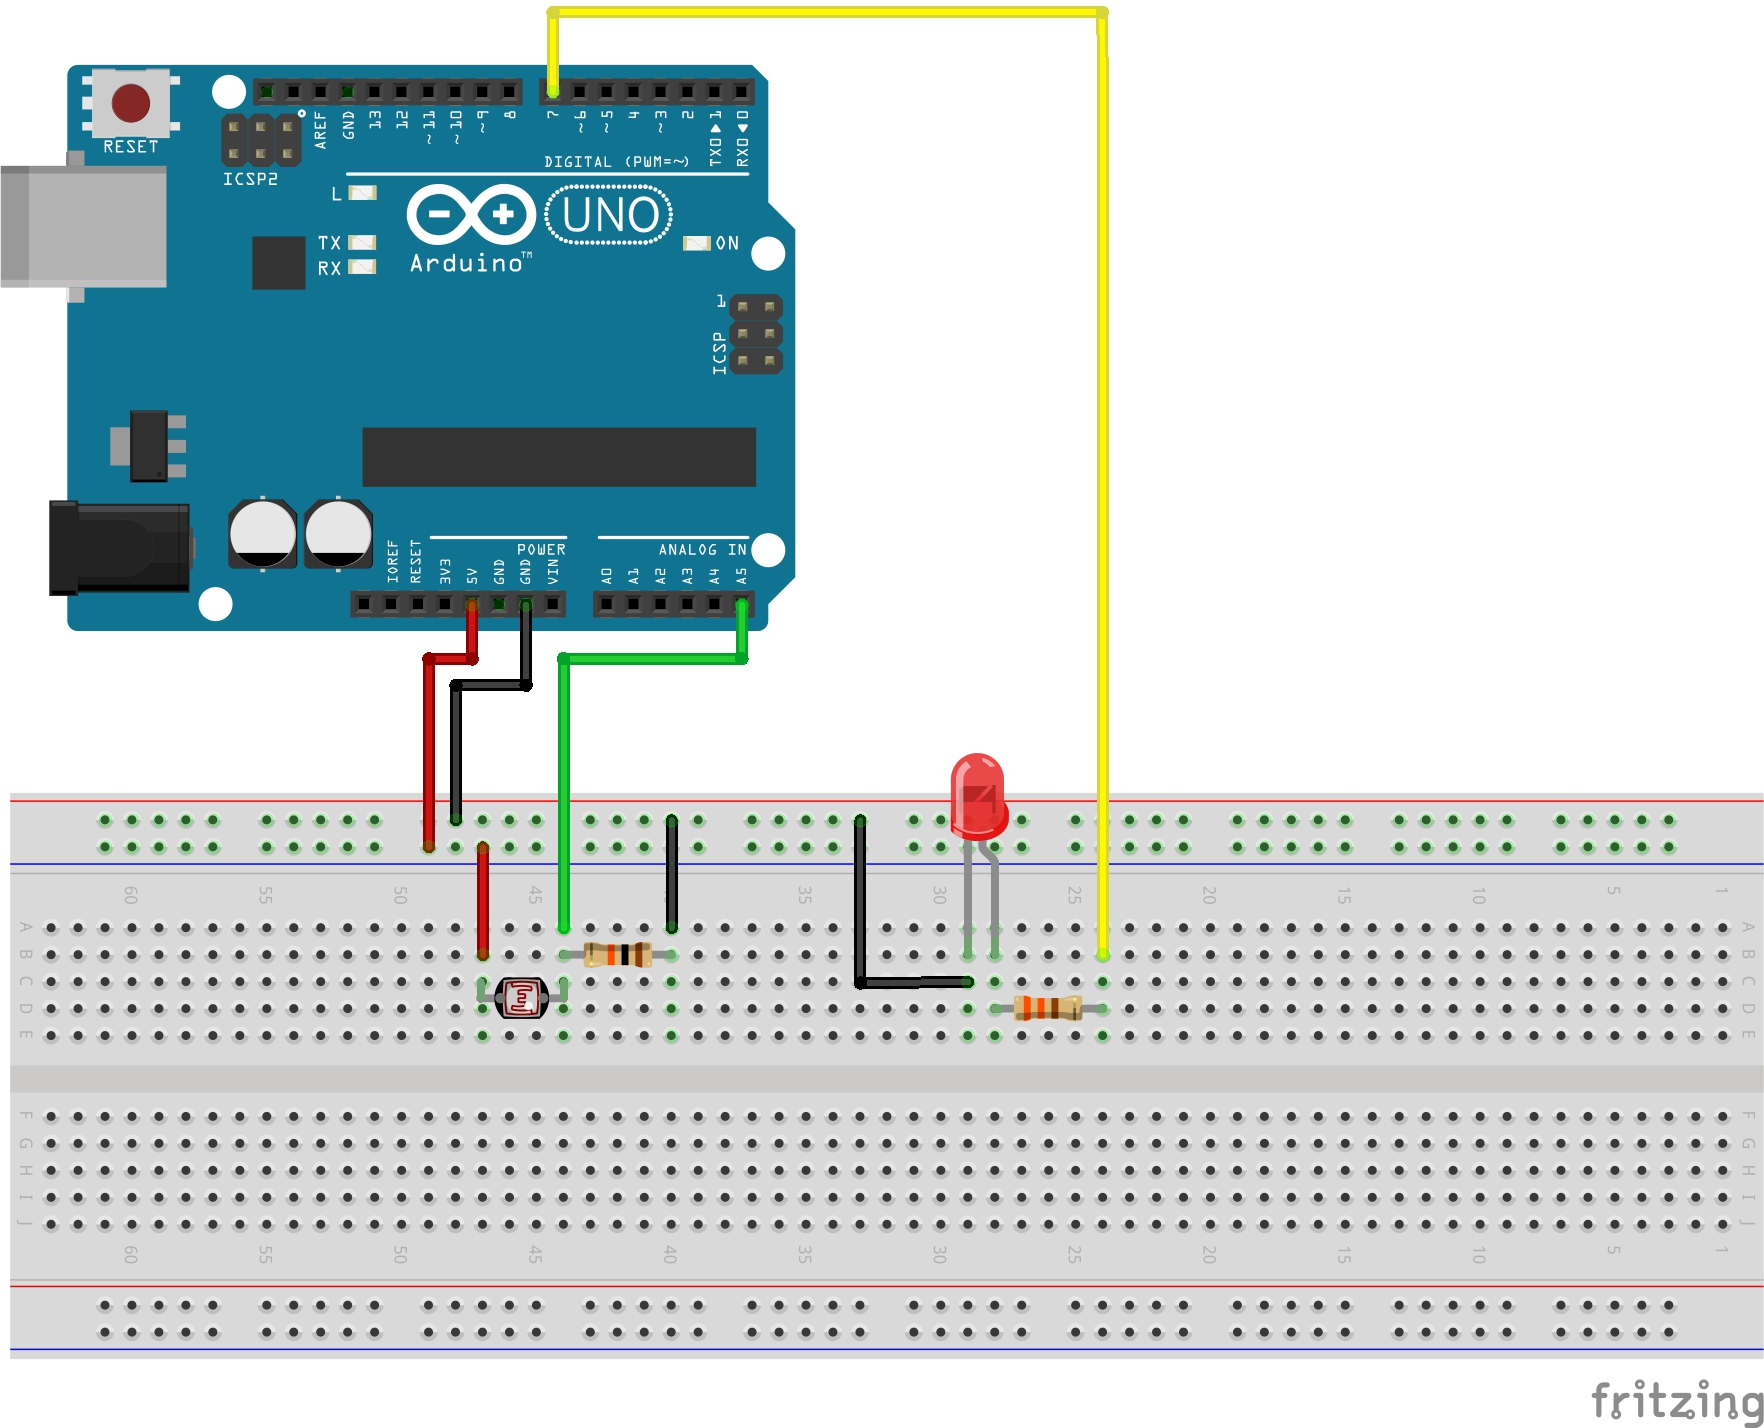 RESET
ICSP2
AREF
GND
13
12
~11
~10
~9
8
7
~6
~5
4
~3
2
TX0▶1
RX0◀0
DIGITAL (PWM=~)
L
TX
RX
Arduino™
UNO
ON
1
ICSP
IOREF
RESET
3V3
5V
GND
GND
VIN
POWER
A0
A1
A2
A3
A4
A5
ANALOG IN
60 55 50 45 35 30 25 20 15 10 5 1
A A
B B
C C
D D
E E
F F
G G
H H
I I
J J
60 55 50 45 40 35 30 25 20 15 10 5 1
fritzing